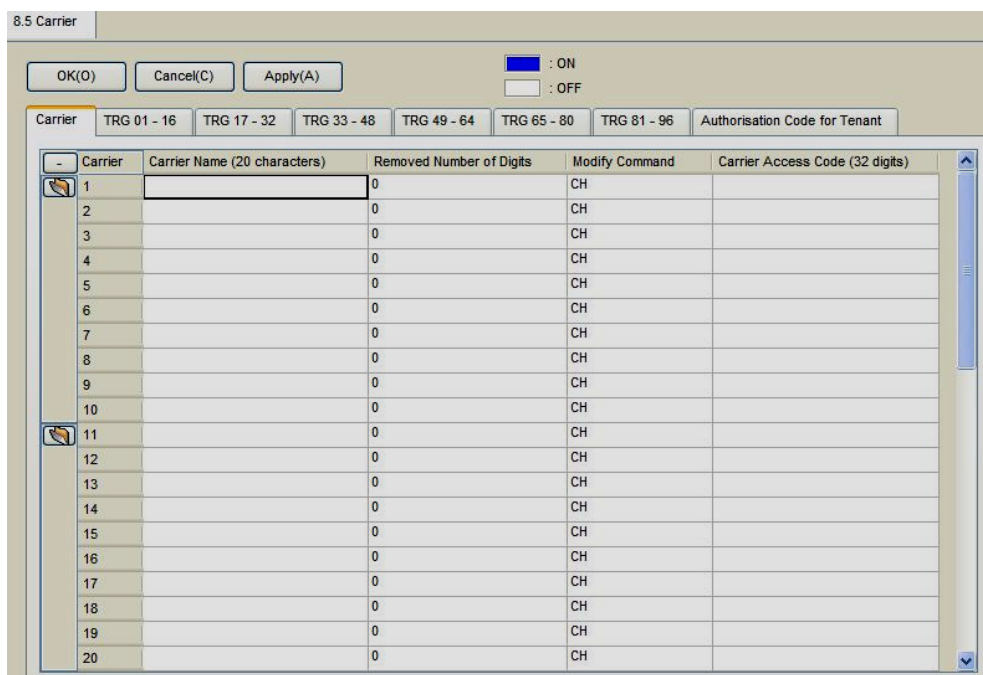 8.5 Carrier
OK(O) Cancel(C) Apply(A) : ON
: OFF
Carrier TRG 01 - 16 TRG 17 - 32 TRG 33 - 48 TRG 49 - 64 TRG 65 - 80 TRG 81 - 96 Authorisation Code for Tenant
- Carrier Carrier Name (20 characters) Removed Number of Digits Modify Command Carrier Access Code (32 digits)
1 0 CH
2 0 CH
3 0 CH
4 0 CH
5 0 CH
6 0 CH
7 0 CH
8 0 CH
9 0 CH
10 0 CH
11 0 CH
12 0 CH
13 0 CH
14 0 CH
15 0 CH
16 0 CH
17 0 CH
18 0 CH
19 0 CH
20 0 CH